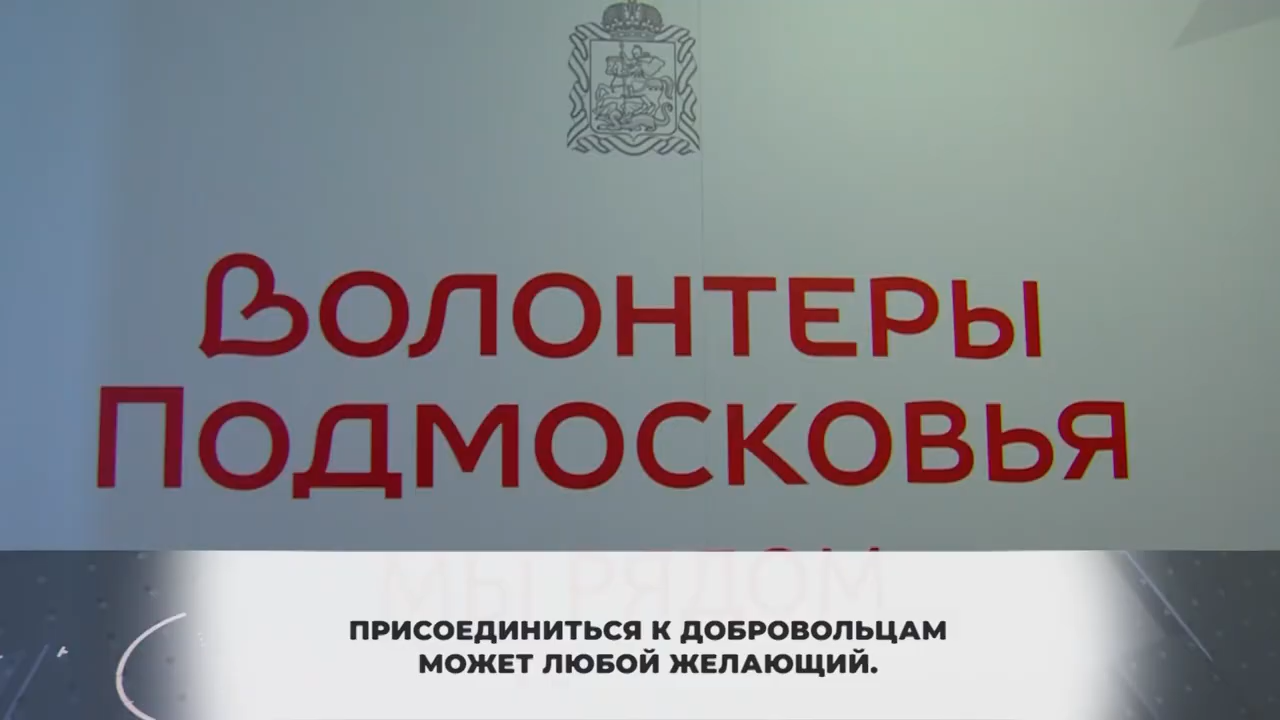 Волонтеры
Подмосковья
МЫ РЯДОМ
ПРИСОЕДИНИТЬСЯ К ДОБРОВОЛЬЦАМ
МОЖЕТ ЛЮБОЙ ЖЕЛАЮЩИЙ.